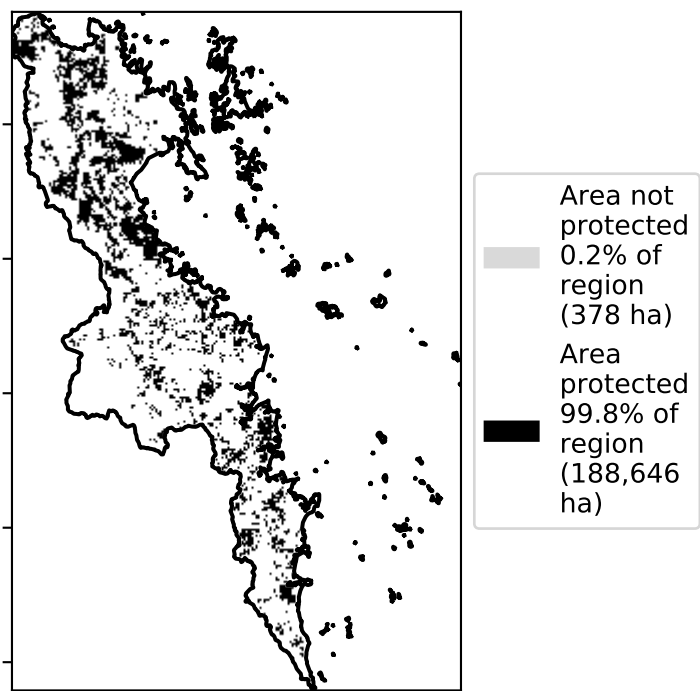 Area not
protected
0.2% of
region
(378 ha)
Area
protected
99.8% of
region
(188,646
ha)